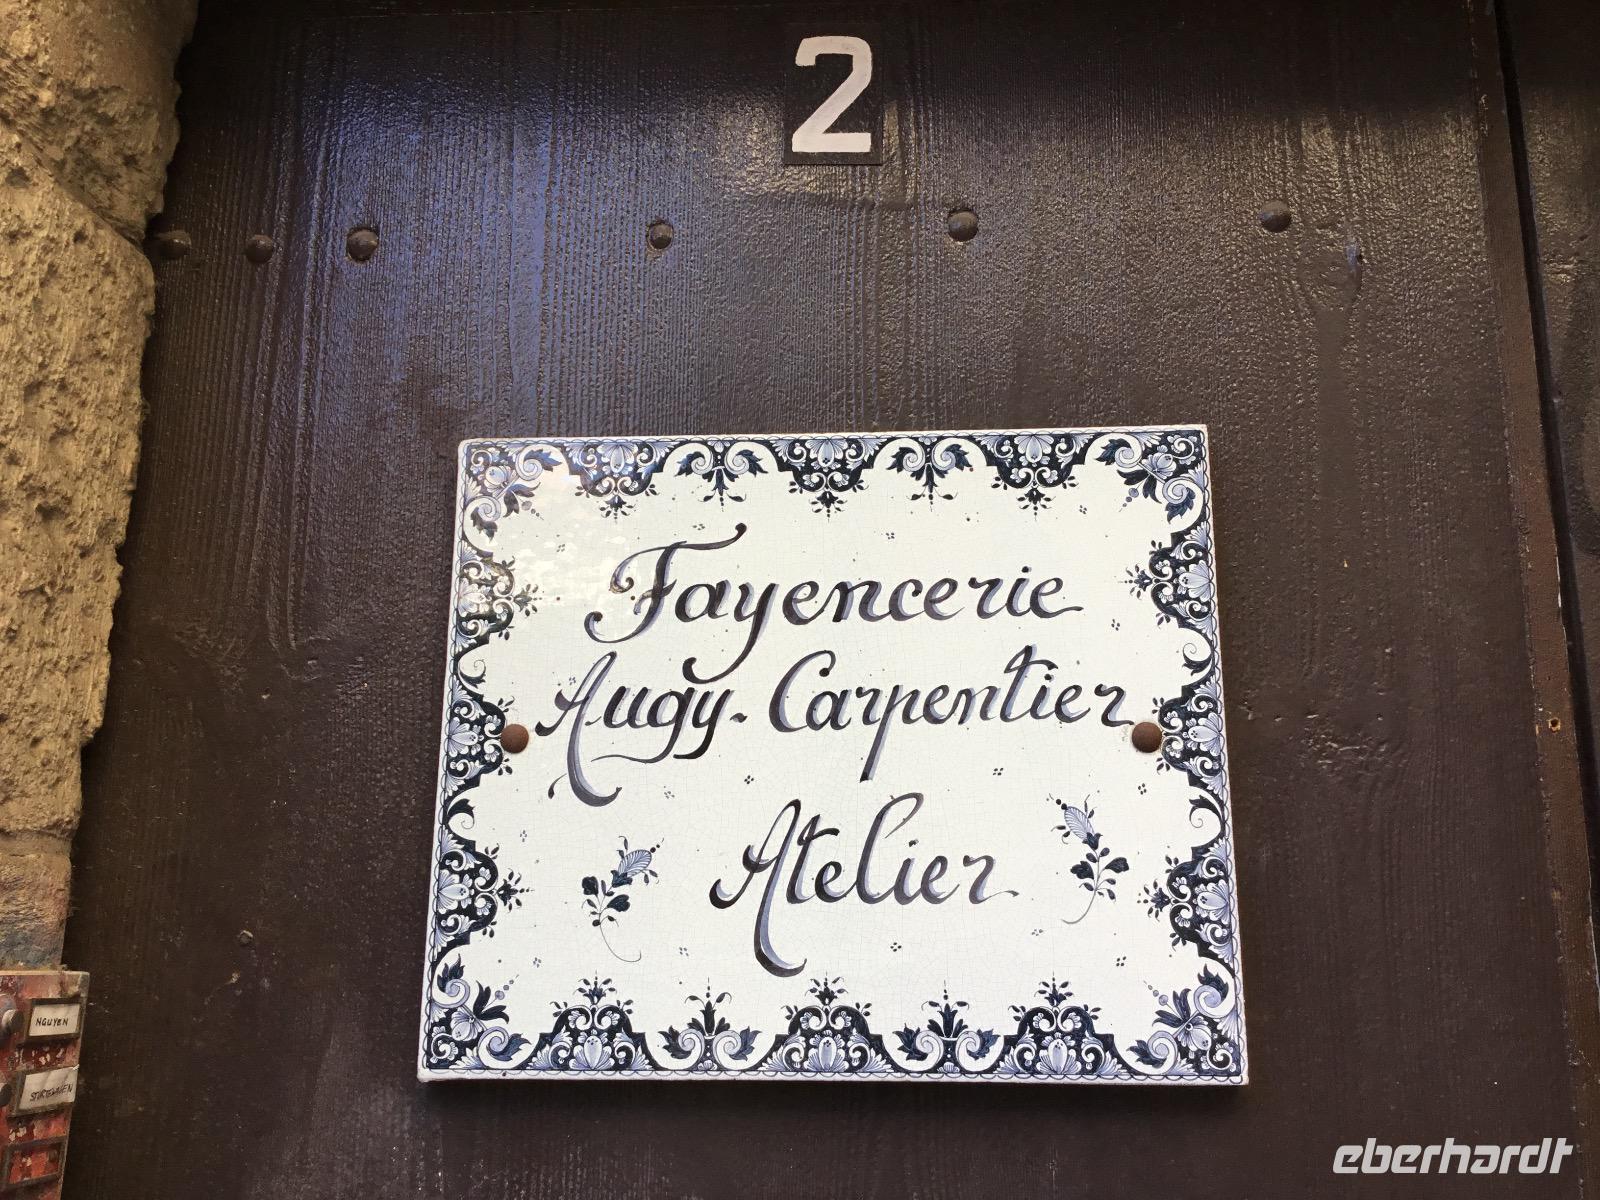 2
Fayencerie
Augy-Carpentier
Atelier
NGUYEN
eberhardt